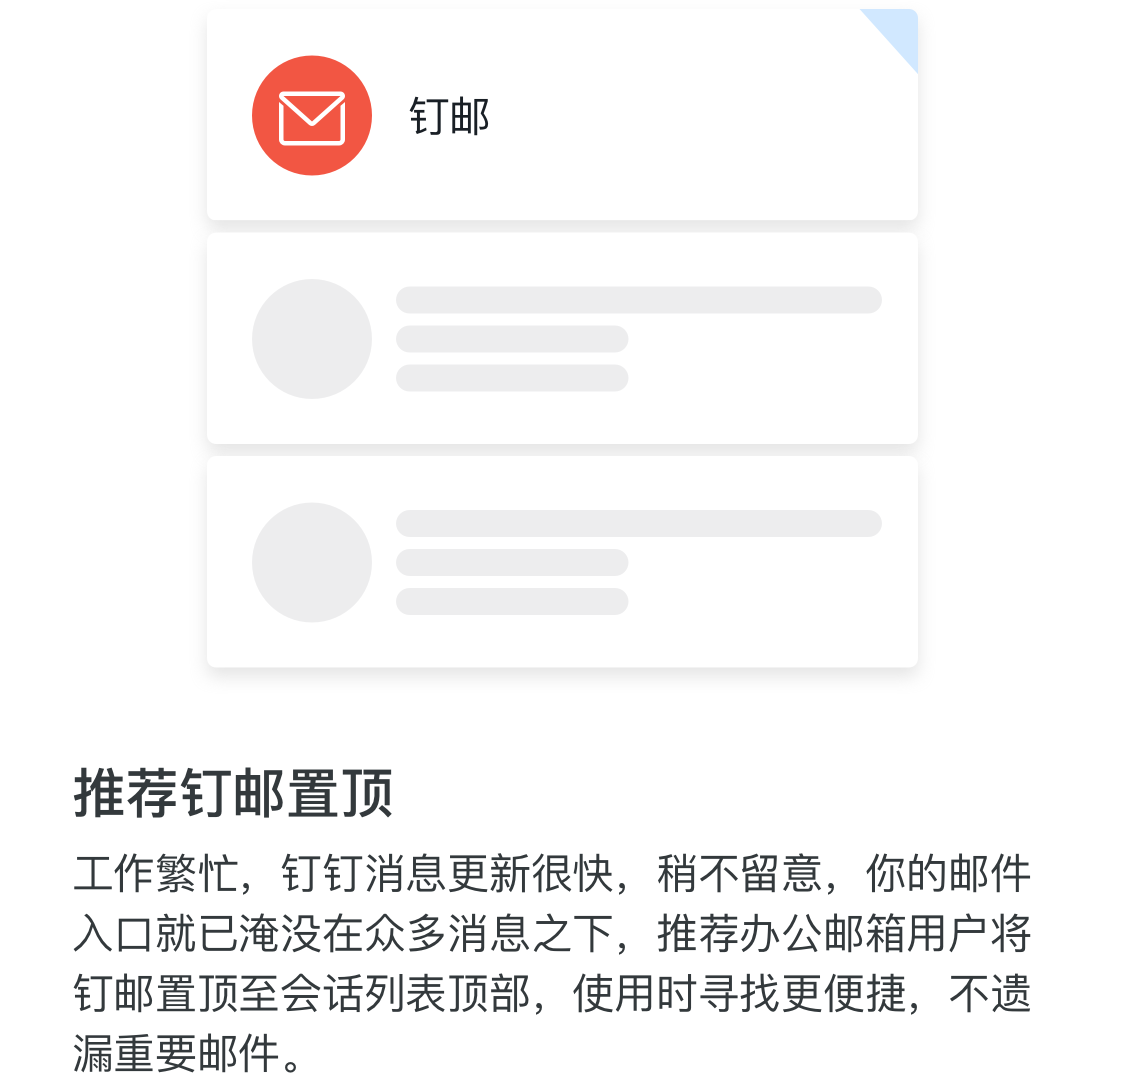 钉邮
推荐钉邮置顶
工作繁忙，钉钉消息更新很快，稍不留意，你的邮件
入口就已淹没在众多消息之下，推荐办公邮箱用户将
钉邮置顶至会话列表顶部，使用时寻找更便捷，不遗
漏重要邮件。